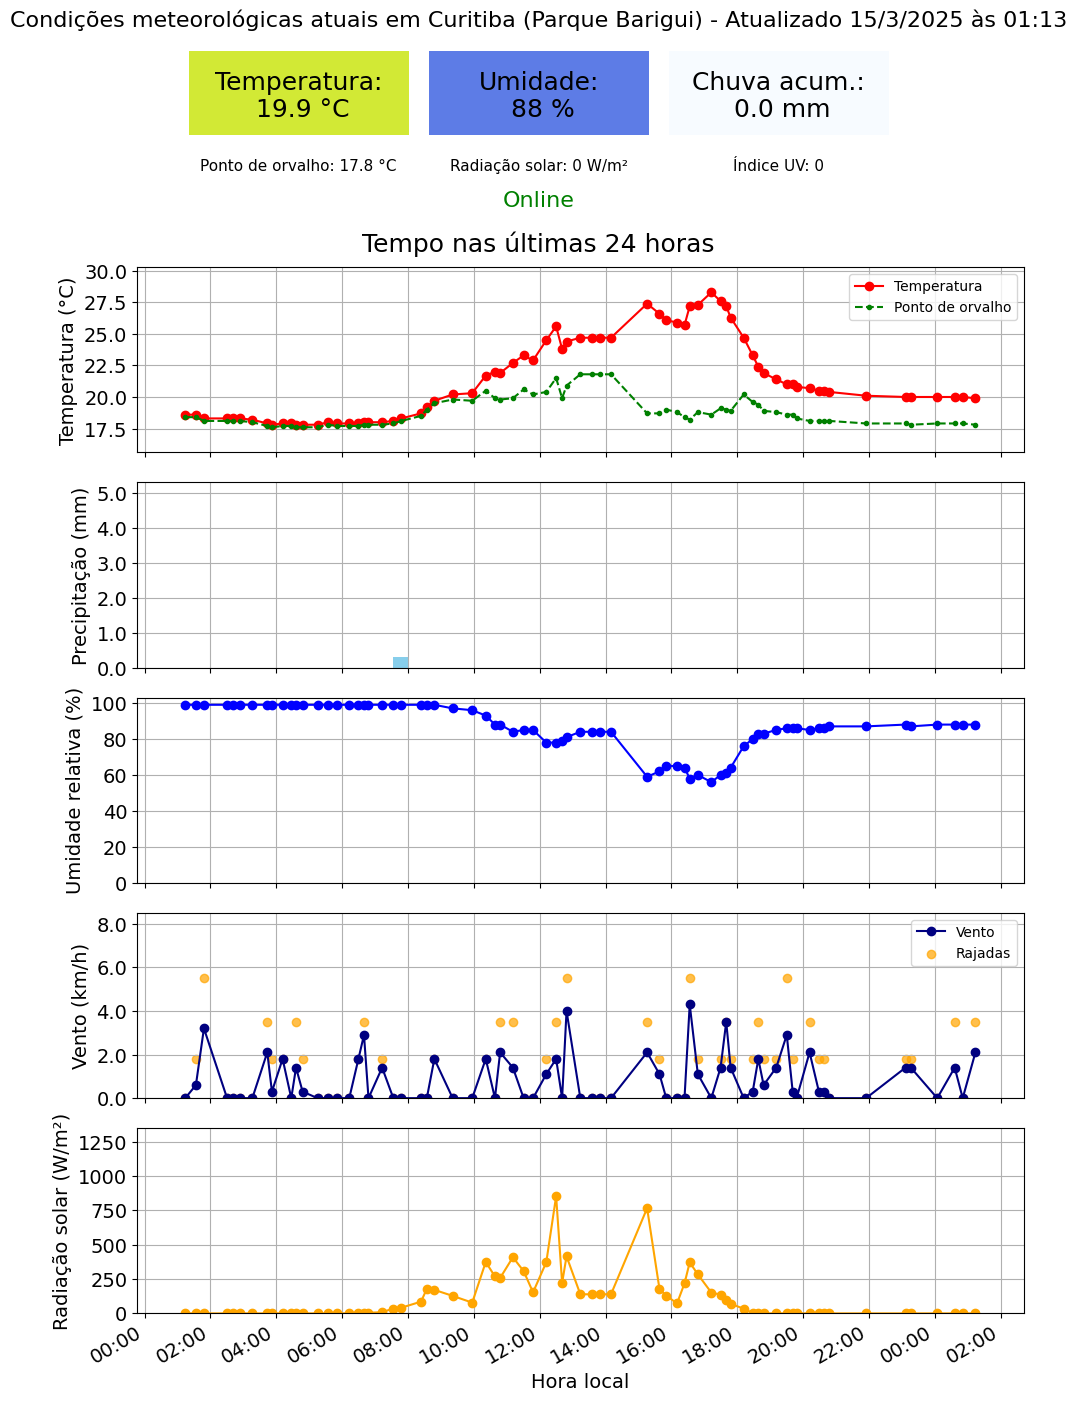 Condições meteorológicas atuais em Curitiba (Parque Barigui) - Atualizado 15/3/2025 às 01:13
Temperatura:
19.9 °C
Umidade:
88 %
Chuva acum.:
0.0 mm
Ponto de orvalho: 17.8 °C
Radiação solar: 0 W/m²
Índice UV: 0
Online
Tempo nas últimas 24 horas
Temperatura (°C)
30.0
27.5
25.0
22.5
20.0
17.5
Temperatura
Ponto de orvalho
Precipitação (mm)
5.0
4.0
3.0
2.0
1.0
0.0
Umidade relativa (%)
100
80
60
40
20
0
Vento (km/h)
8.0
6.0
4.0
2.0
0.0
Vento
Rajadas
Radiação solar (W/m²)
1250
1000
750
500
250
0
00:00
02:00
04:00
06:00
08:00
10:00
12:00
14:00
16:00
18:00
20:00
22:00
00:00
02:00
Hora local